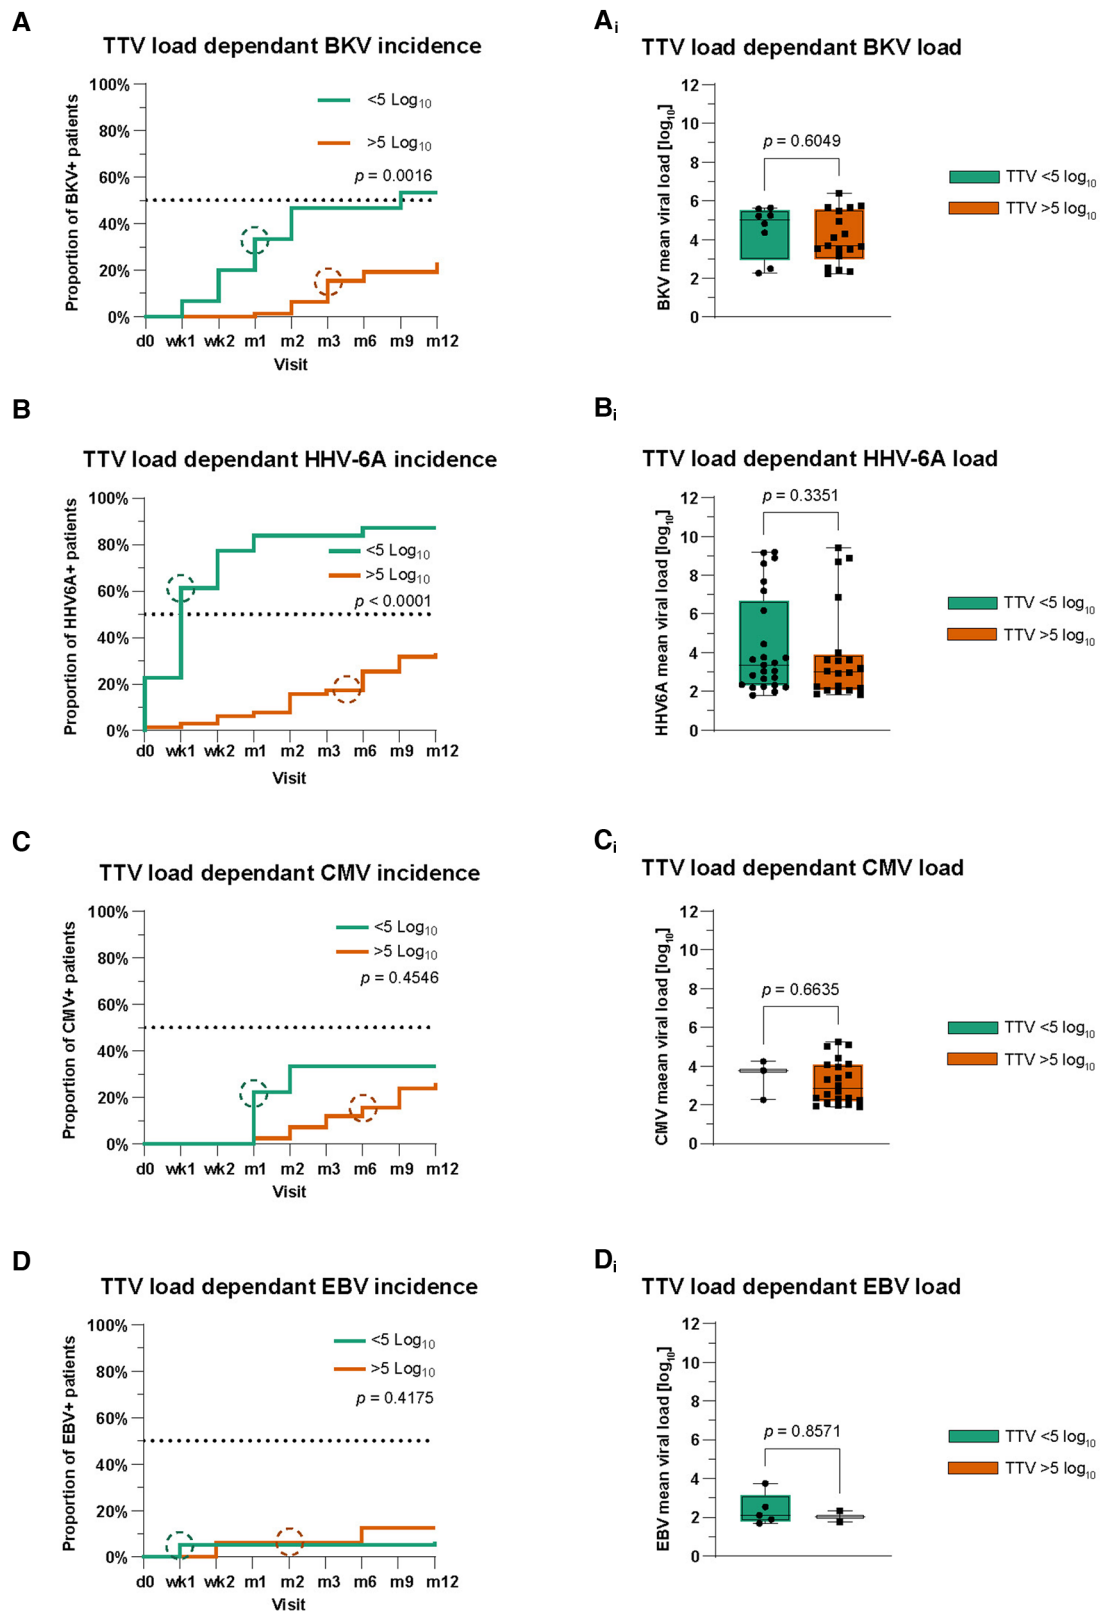 A
TTV load dependant BKV incidence
Proportion of BKV+ patients
100%
80%
60%
40%
20%
0%
<5 Log10
>5 Log10
p = 0.0016
d0 wk1 wk2 m1 m2 m3 m6 m9 m12
Visit
Ai
TTV load dependant BKV load
BKV mean viral load [log10]
12
10
8
6
4
2
0
p = 0.6049
TTV <5 log10
TTV >5 log10
B
TTV load dependant HHV-6A incidence
Proportion of HHV6A+ patients
100%
80%
60%
40%
20%
0%
<5 Log10
>5 Log10
p < 0.0001
d0 wk1 wk2 m1 m2 m3 m6 m9 m12
Visit
Bi
TTV load dependant HHV-6A load
HHV6A mean viral load [log10]
12
10
8
6
4
2
0
p = 0.3351
TTV <5 log10
TTV >5 log10
C
TTV load dependant CMV incidence
Proportion of CMV+ patients
100%
80%
60%
40%
20%
0%
<5 Log10
>5 Log10
p = 0.4546
d0 wk1 wk2 m1 m2 m3 m6 m9 m12
Visit
Ci
TTV load dependant CMV load
CMV maean viral load [log10]
12
10
8
6
4
2
0
p = 0.6635
TTV <5 log10
TTV >5 log10
D
TTV load dependant EBV incidence
Proportion of EBV+ patients
100%
80%
60%
40%
20%
0%
<5 Log10
>5 Log10
p = 0.4175
d0 wk1 wk2 m1 m2 m3 m6 m9 m12
Visit
Di
TTV load dependant EBV load
EBV mean viral load [log10]
12
10
8
6
4
2
0
p = 0.8571
TTV <5 log10
TTV >5 log10